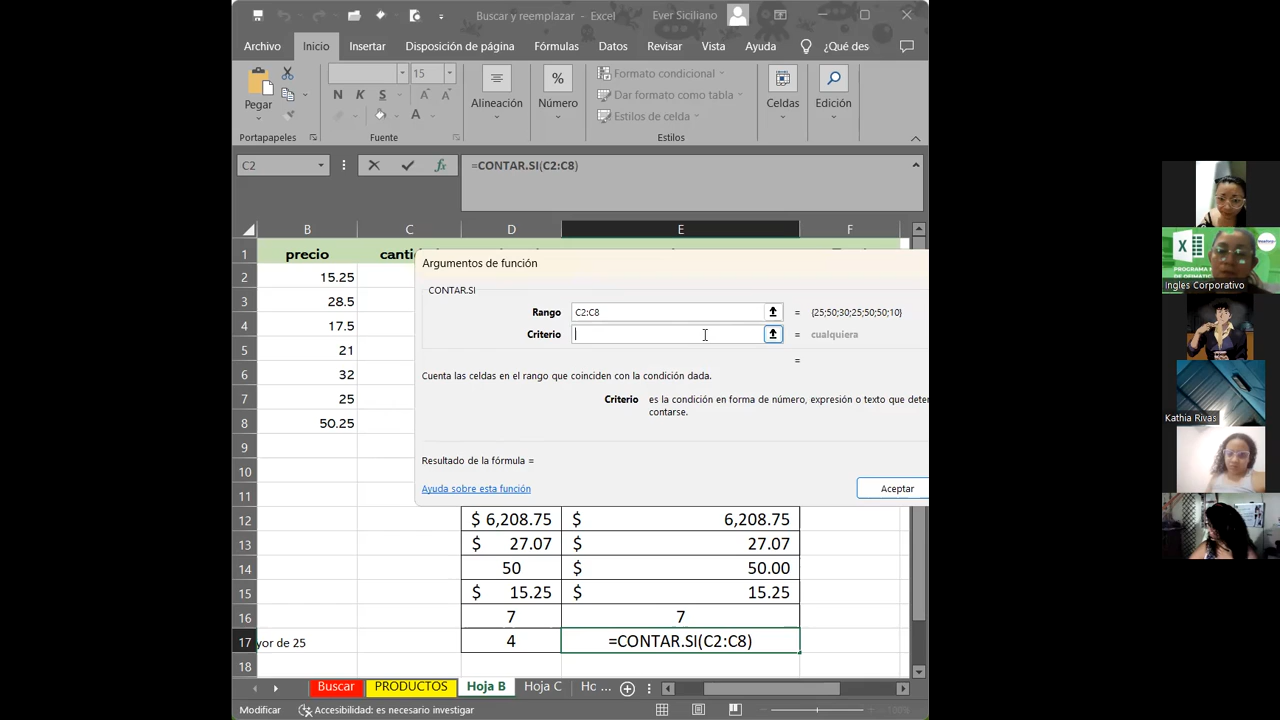 Buscar y reemplazar - Excel
Ever Siciliano
Archivo
Inicio
Insertar
Disposición de página
Fórmulas
Datos
Revisar
Vista
Ayuda
¿Qué des
Pegar
15
N K S
A A
A
Alineación
%
Número
Formato condicional
Dar formato como tabla
Estilos de celda
Celdas
Edición
Portapapeles
Fuente
Estilos
C2
fx
=CONTAR.SI(C2:C8)
B C D E F
1 precio canti
2 15.25
3 28.5
4 17.5
5 21
6 32
7 25
8 50.25
9
10
11
12 $ 6,208.75 $ 6,208.75
13 $ 27.07 $ 27.07
14 50 $ 50.00
15 $ 15.25 $ 15.25
16 7 7
17 yor de 25 4 =CONTAR.SI(C2:C8)
18
Argumentos de función
CONTAR.SI
Rango C2:C8 = {25;50;30;25;50;50;10}
Criterio = cualquiera
=
Cuenta las celdas en el rango que coinciden con la condición dada.
Criterio es la condición en forma de número, expresión o texto que dete
contarse.
Resultado de la fórmula =
Ayuda sobre esta función
Aceptar
Buscar
PRODUCTOS
Hoja B
Hoja C
Ho
Modificar
Accesibilidad: es necesario investigar
100%
Ingles Corporativo
Kathia Rivas